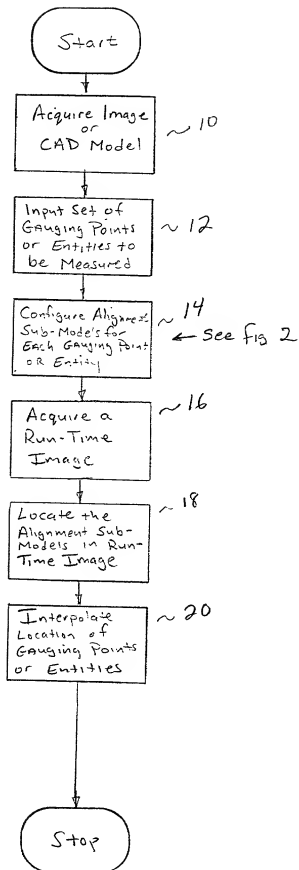 Start
Acquire Image
or
CAD Model
~ 10
Input Set of
Gauging Points
or Entities to
be Measured
~ 12
Configure Alignment
Sub-Models for
Each Gauging Point
OR Entity
~ 14
← See Fig 2
Acquire a
Run-Time
Image
~ 16
Locate the
Alignment Sub-
Models in Run-
Time Image
~ 18
Interpolate
Location of
Gauging Points
or Entities
~ 20
Stop